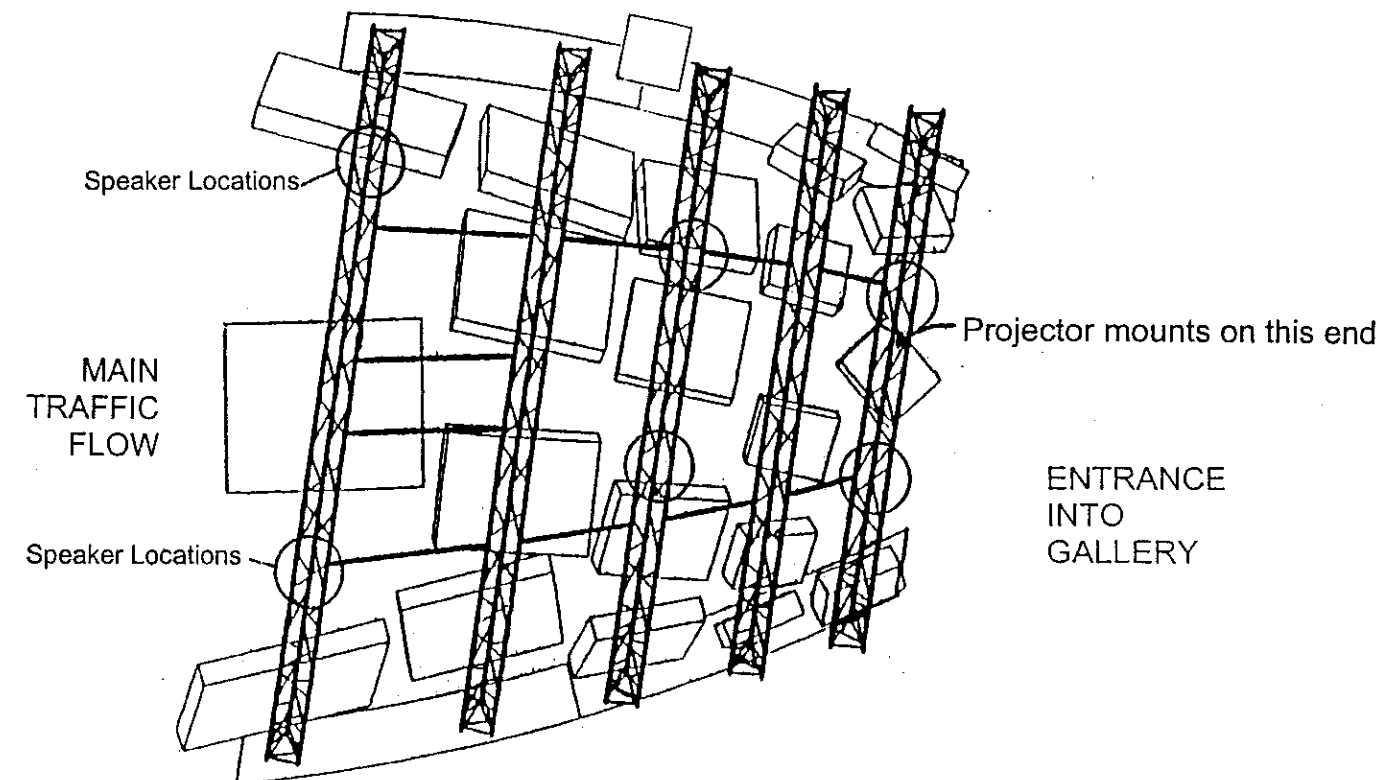 Speaker Locations
Projector mounts on this end
MAIN
TRAFFIC
FLOW
ENTRANCE
INTO
GALLERY
Speaker Locations